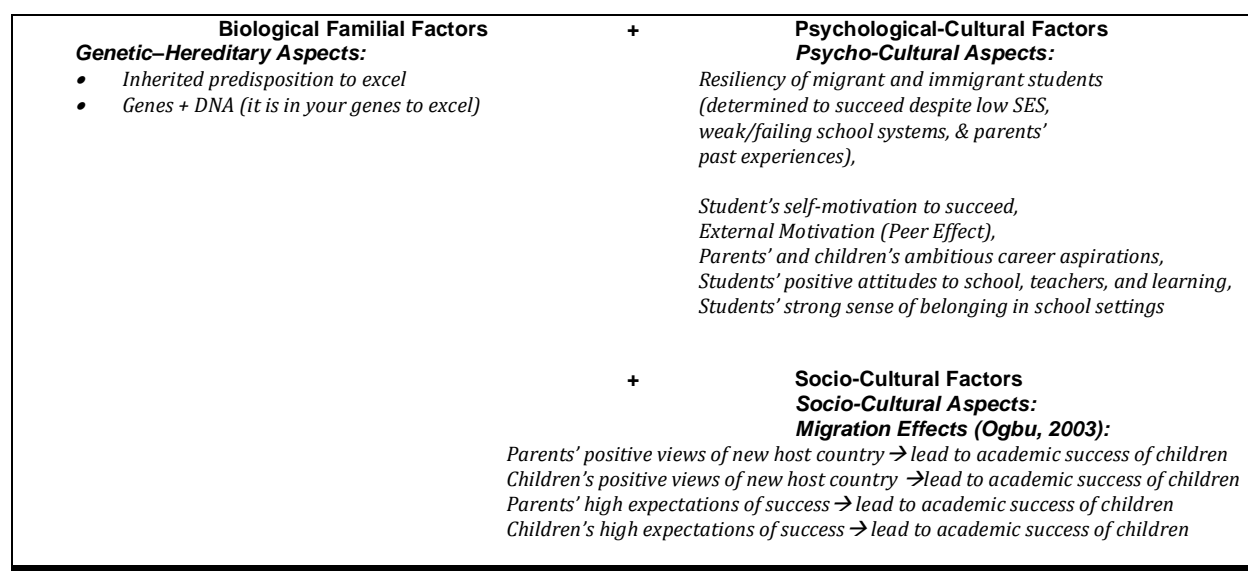 Biological Familial Factors + Psychological-Cultural Factors
Genetic–Hereditary Aspects: Psycho-Cultural Aspects:
• Inherited predisposition to excel Resiliency of migrant and immigrant students
• Genes + DNA (it is in your genes to excel) (determined to succeed despite low SES,
weak/failing school systems, & parents’
past experiences),
Student’s self-motivation to succeed,
External Motivation (Peer Effect),
Parents’ and children’s ambitious career aspirations,
Students’ positive attitudes to school, teachers, and learning,
Students’ strong sense of belonging in school settings
+ Socio-Cultural Factors
Socio-Cultural Aspects:
Migration Effects (Ogbu, 2003):
Parents’ positive views of new host country → lead to academic success of children
Children’s positive views of new host country →lead to academic success of children
Parents’ high expectations of success → lead to academic success of children
Children’s high expectations of success → lead to academic success of children